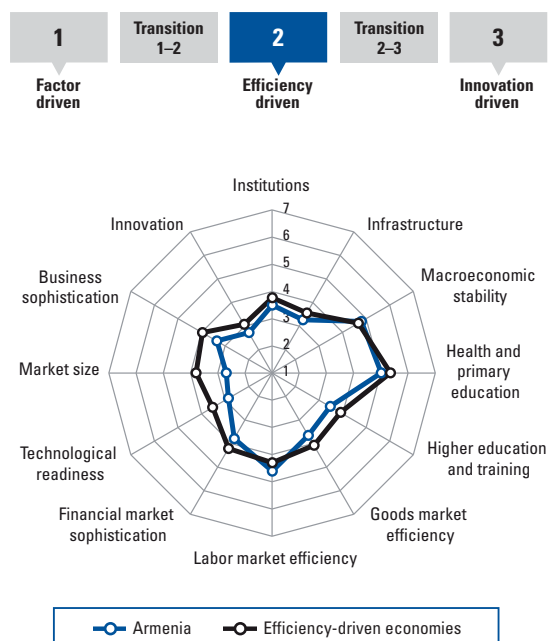 1
Transition
1–2
2
Transition
2–3
3
Factor
driven
Efficiency
driven
Innovation
driven
Institutions
7
Innovation
Infrastructure
6
5
Business
sophistication
4
Macroeconomic
stability
3
2
Market size
1
Health and
primary
education
Technological
readiness
Higher education
and training
Financial market
sophistication
Goods market
efficiency
Labor market efficiency
Armenia
Efficiency-driven economies